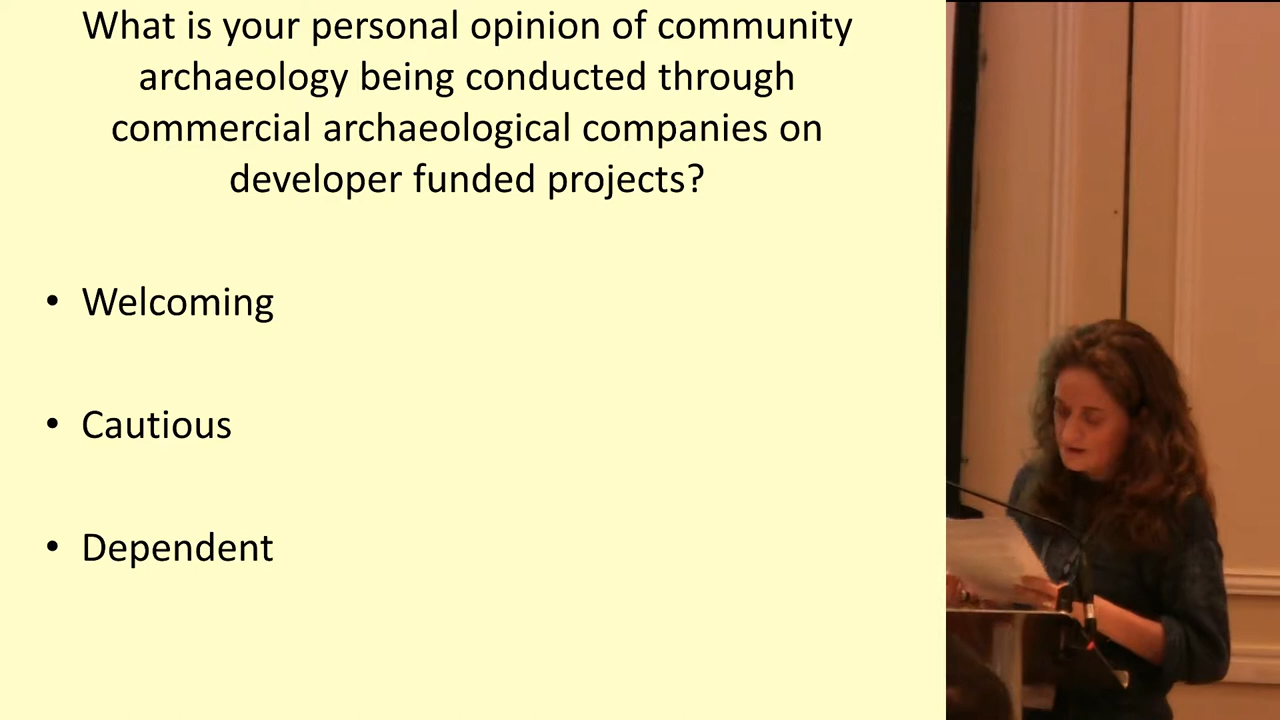 What is your personal opinion of community
archaeology being conducted through
commercial archaeological companies on
developer funded projects?
• Welcoming
• Cautious
• Dependent